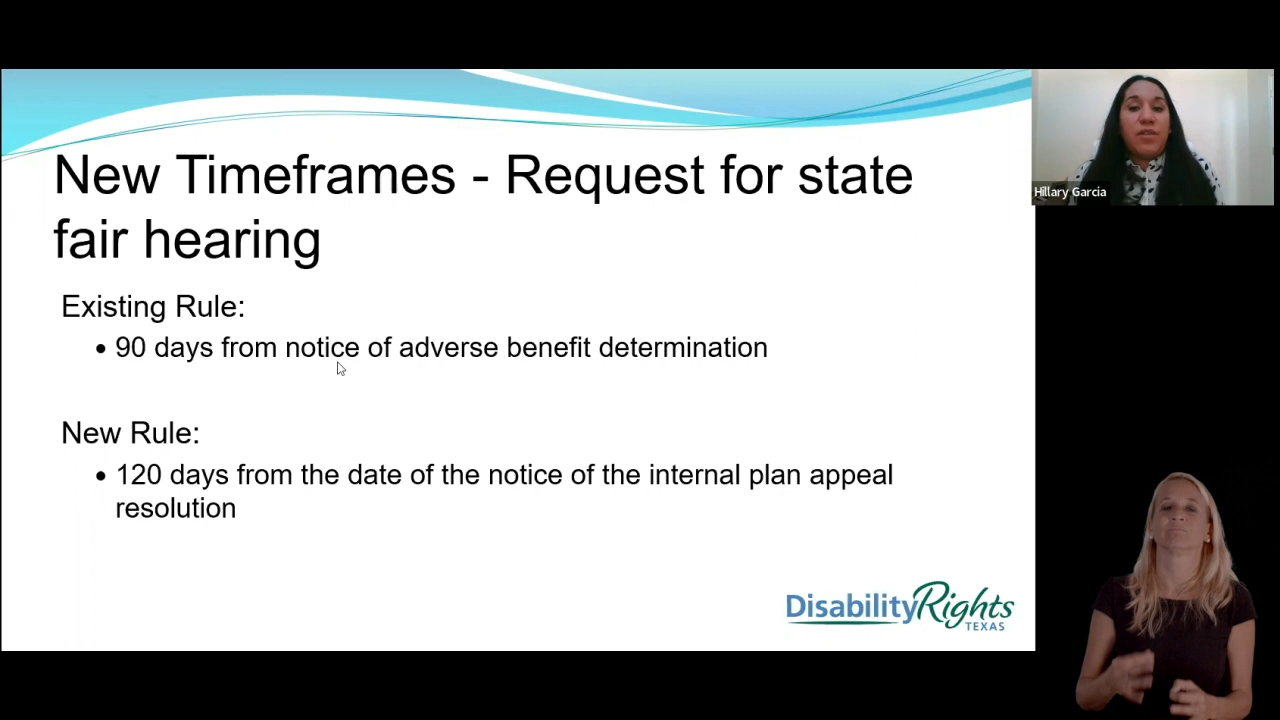 New Timeframes - Request for state
fair hearing
Existing Rule:
• 90 days from notice of adverse benefit determination
New Rule:
• 120 days from the date of the notice of the internal plan appeal
resolution
DisabilityRights
TEXAS
Hillary Garcia